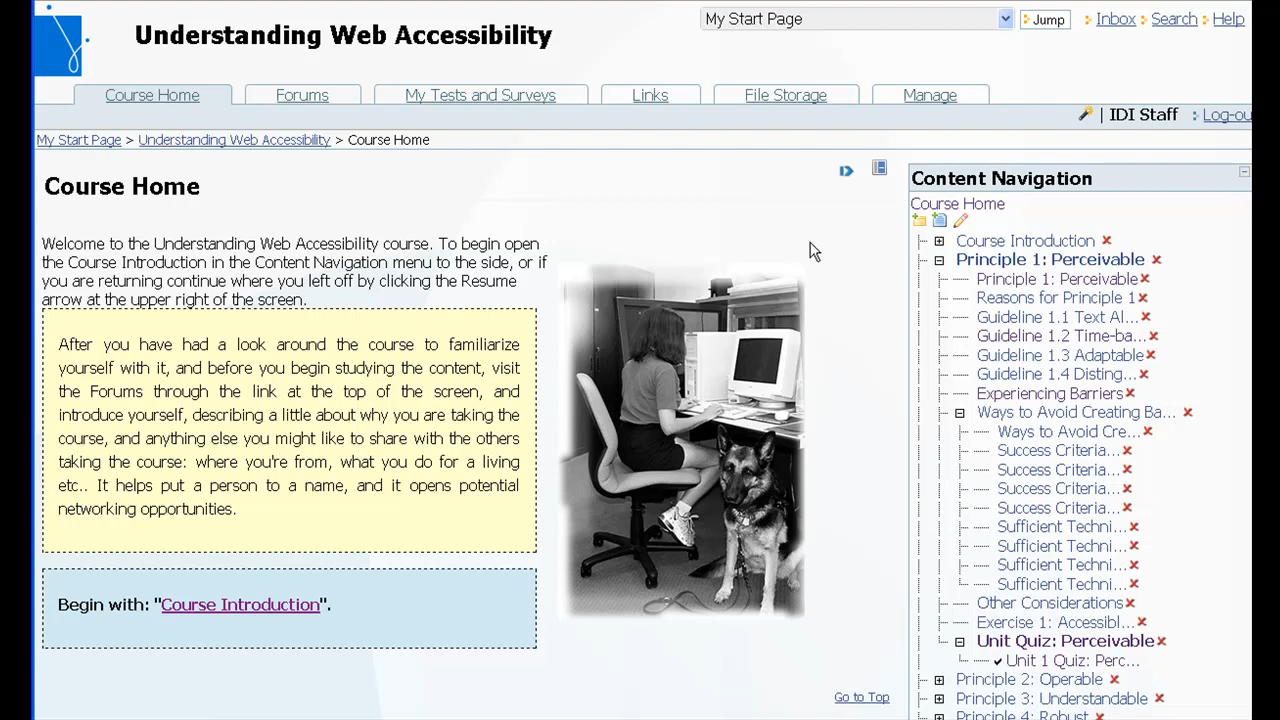 Understanding Web Accessibility
My Start Page
Jump
Inbox
Search
Help
Course Home
Forums
My Tests and Surveys
Links
File Storage
Manage
| IDI Staff
Log-ou
My Start Page > Understanding Web Accessibility > Course Home
Course Home
Welcome to the Understanding Web Accessibility course. To begin open
the Course Introduction in the Content Navigation menu to the side, or if
you are returning continue where you left off by clicking the Resume
arrow at the upper right of the screen.
After you have had a look around the course to familiarize
yourself with it, and before you begin studying the content, visit
the Forums through the link at the top of the screen, and
introduce yourself, describing a little about why you are taking the
course, and anything else you might like to share with the others
taking the course: where you're from, what you do for a living
etc.. It helps put a person to a name, and it opens potential
networking opportunities.
Begin with: "Course Introduction".
Go to Top
Content Navigation
Course Home
Course Introduction
Principle 1: Perceivable
Principle 1: Perceivable
Reasons for Principle 1
Guideline 1.1 Text Al...
Guideline 1.2 Time-ba...
Guideline 1.3 Adaptable
Guideline 1.4 Disting...
Experiencing Barriers
Ways to Avoid Creating Ba...
Ways to Avoid Cre...
Success Criteria...
Success Criteria...
Success Criteria...
Success Criteria...
Sufficient Techni...
Sufficient Techni...
Sufficient Techni...
Sufficient Techni...
Other Considerations
Exercise 1: Accessibl...
Unit Quiz: Perceivable
Unit 1 Quiz: Perc...
Principle 2: Operable
Principle 3: Understandable
Principle 4: Robust